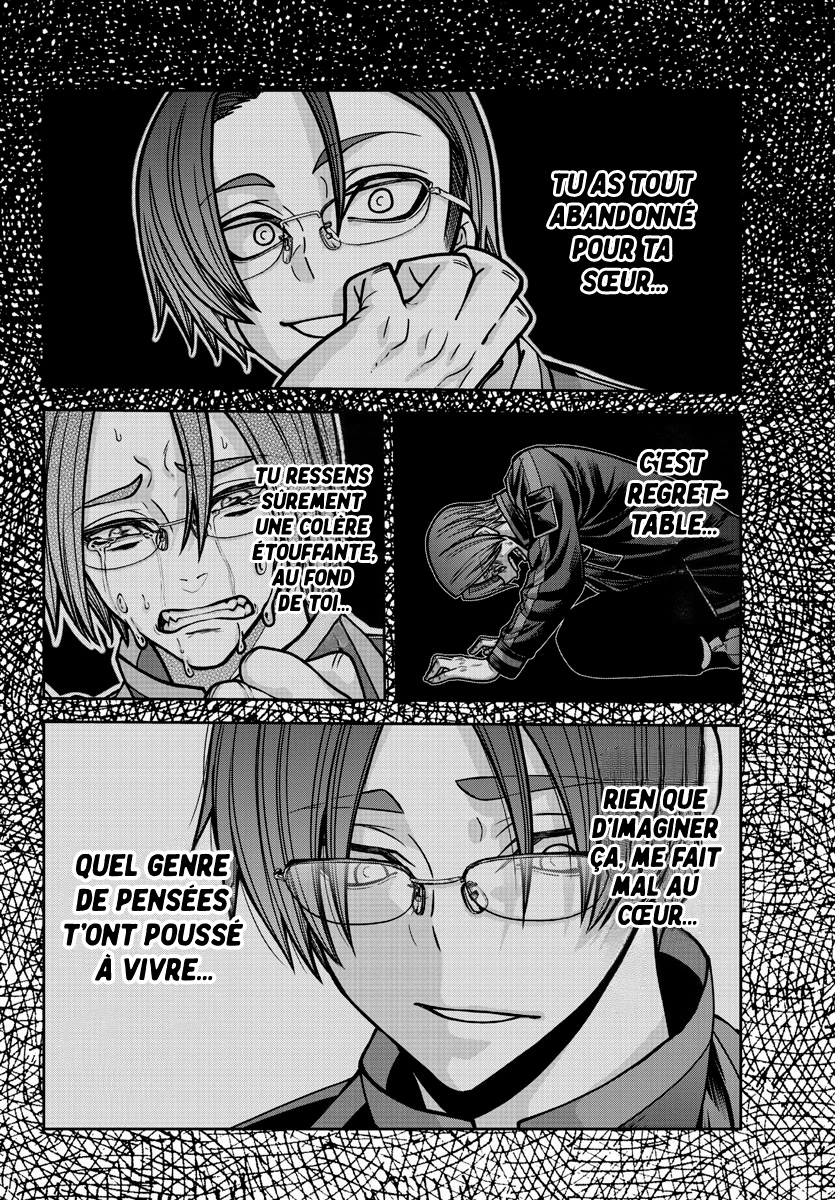 TU AS TOUT
ABANDONNÉ
POUR TA
SŒUR...
C'EST
REGRET-
TABLE...
TU RESSENS
SÛREMENT
UNE COLÈRE
ÉTOUFFANTE,
AU FOND
DE TOI...
RIEN QUE
D'IMAGINER
ÇA, ME FAIT
MAL AU
CŒUR...
QUEL GENRE
DE PENSÉES
T'ONT POUSSÉ
À VIVRE...